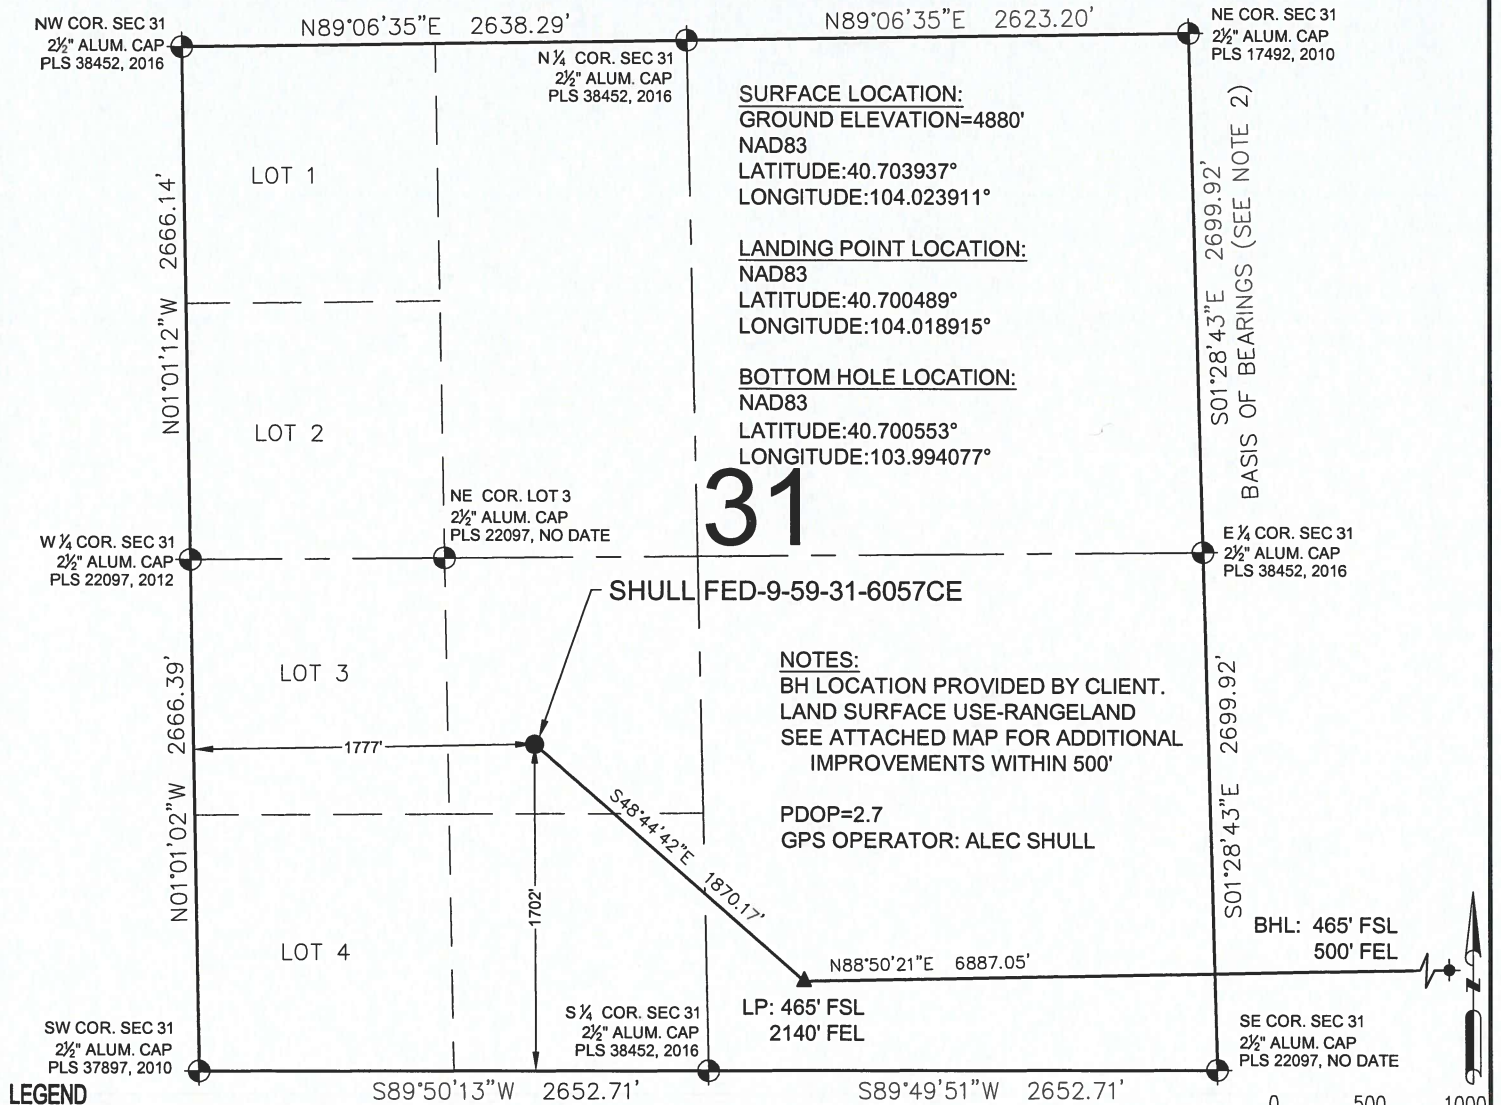 N89°06'35"E 2638.29'
N89°06'35"E 2623.20'
NW COR. SEC 31
2½" ALUM. CAP
PLS 38452, 2016
N ¼ COR. SEC 31
2½" ALUM. CAP
PLS 38452, 2016
NE COR. SEC 31
2½" ALUM. CAP
PLS 17492, 2010
SURFACE LOCATION:
GROUND ELEVATION=4880'
NAD83
LATITUDE:40.703937°
LONGITUDE:104.023911°
LANDING POINT LOCATION:
NAD83
LATITUDE:40.700489°
LONGITUDE:104.018915°
BOTTOM HOLE LOCATION:
NAD83
LATITUDE:40.700553°
LONGITUDE:103.994077°
LOT 1
LOT 2
N01°01'12"W 2666.14'
S01°28'43"E 2699.92'
BASIS OF BEARINGS (SEE NOTE 2)
31
NE COR. LOT 3
2½" ALUM. CAP
PLS 22097, NO DATE
W ¼ COR. SEC 31
2½" ALUM. CAP
PLS 22097, 2012
E ¼ COR. SEC 31
2½" ALUM. CAP
PLS 38452, 2016
SHULL FED-9-59-31-6057CE
LOT 3
NOTES:
BH LOCATION PROVIDED BY CLIENT.
LAND SURFACE USE-RANGELAND
SEE ATTACHED MAP FOR ADDITIONAL
IMPROVEMENTS WITHIN 500'
PDOP=2.7
GPS OPERATOR: ALEC SHULL
N01°01'02"W 2666.39'
1777'
1702'
S48°44'42"E 1870.17'
S01°28'43"E 2699.92'
LOT 4
N88°50'21"E 6887.05'
BHL: 465' FSL
500' FEL
LP: 465' FSL
2140' FEL
N
SW COR. SEC 31
2½" ALUM. CAP
PLS 37897, 2010
S ¼ COR. SEC 31
2½" ALUM. CAP
PLS 38452, 2016
SE COR. SEC 31
2½" ALUM. CAP
PLS 22097, NO DATE
S89°50'13"W 2652.71'
S89°49'51"W 2652.71'
LEGEND
0 500 1000